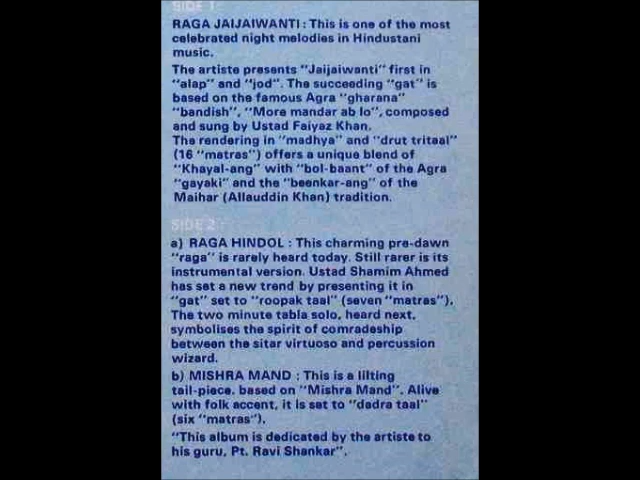 SIDE 1 :
RAGA JAIJAIWANTI : This is one of the most
celebrated night melodies in Hindustani
music.
The artiste presents "Jaijaiwanti" first in
"alap" and "jod". The succeeding "gat" is
based on the famous Agra "gharana"
"bandish", "More mandar ab lo", composed
and sung by Ustad Faiyaz Khan.
The rendering in "madhya" and "drut tritaal"
(16 "matras") offers a unique blend of
"Khayal-ang" with "bol-baant" of the Agra
"gayaki" and the "beenkar-ang" of the
Maihar (Allauddin Khan) tradition.
SIDE 2 :
a) RAGA HINDOL : This charming pre-dawn
"raga" is rarely heard today. Still rarer is its
instrumental version. Ustad Shamim Ahmed
has set a new trend by presenting it in
"gat" set to "roopak taal" (seven "matras").
The two minute tabla solo, heard next,
symbolises the spirit of comradeship
between the sitar virtuoso and percussion
wizard.
b) MISHRA MAND : This is a lilting
tail-piece, based on "Mishra Mand". Alive
with folk accent, it is set to "dadra taal"
(six "matras").
"This album is dedicated by the artiste to
his guru, Pt. Ravi Shankar".